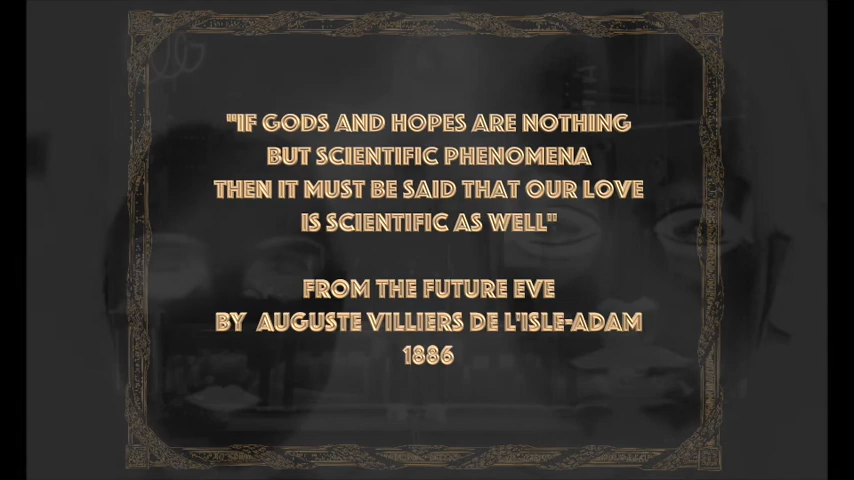 "IF GODS AND HOPES ARE NOTHING
BUT SCIENTIFIC PHENOMENA
THEN IT MUST BE SAID THAT OUR LOVE
IS SCIENTIFIC AS WELL"
FROM THE FUTURE EVE
BY AUGUSTE VILLIERS DE L'ISLE-ADAM
1886